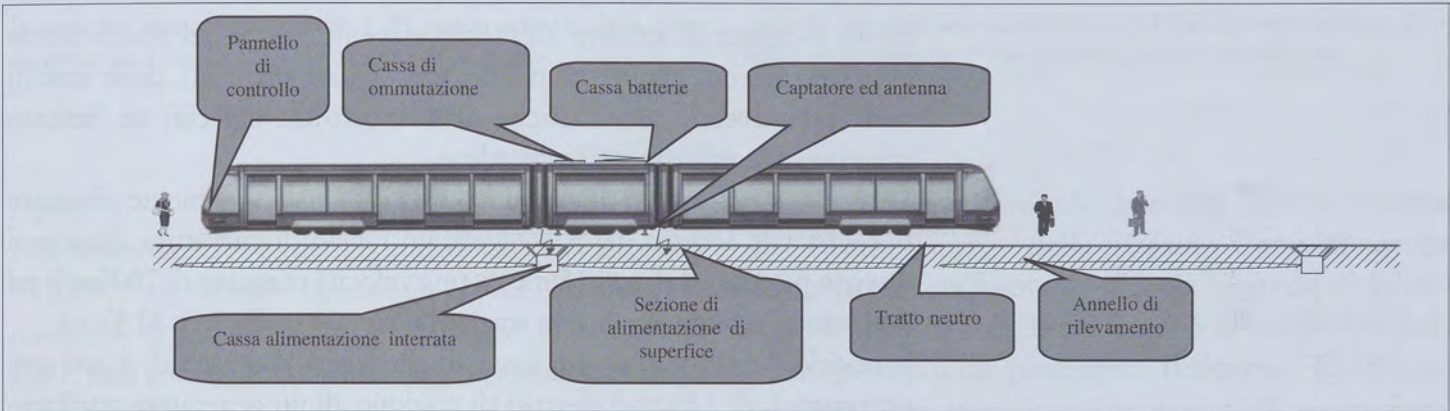 Pannello
di
controllo
Cassa di
ommutazione
Cassa batterie
Captatore ed antenna
Cassa alimentazione interrata
Sezione di
alimentazione di
superfice
Tratto neutro
Annello di
rilevamento